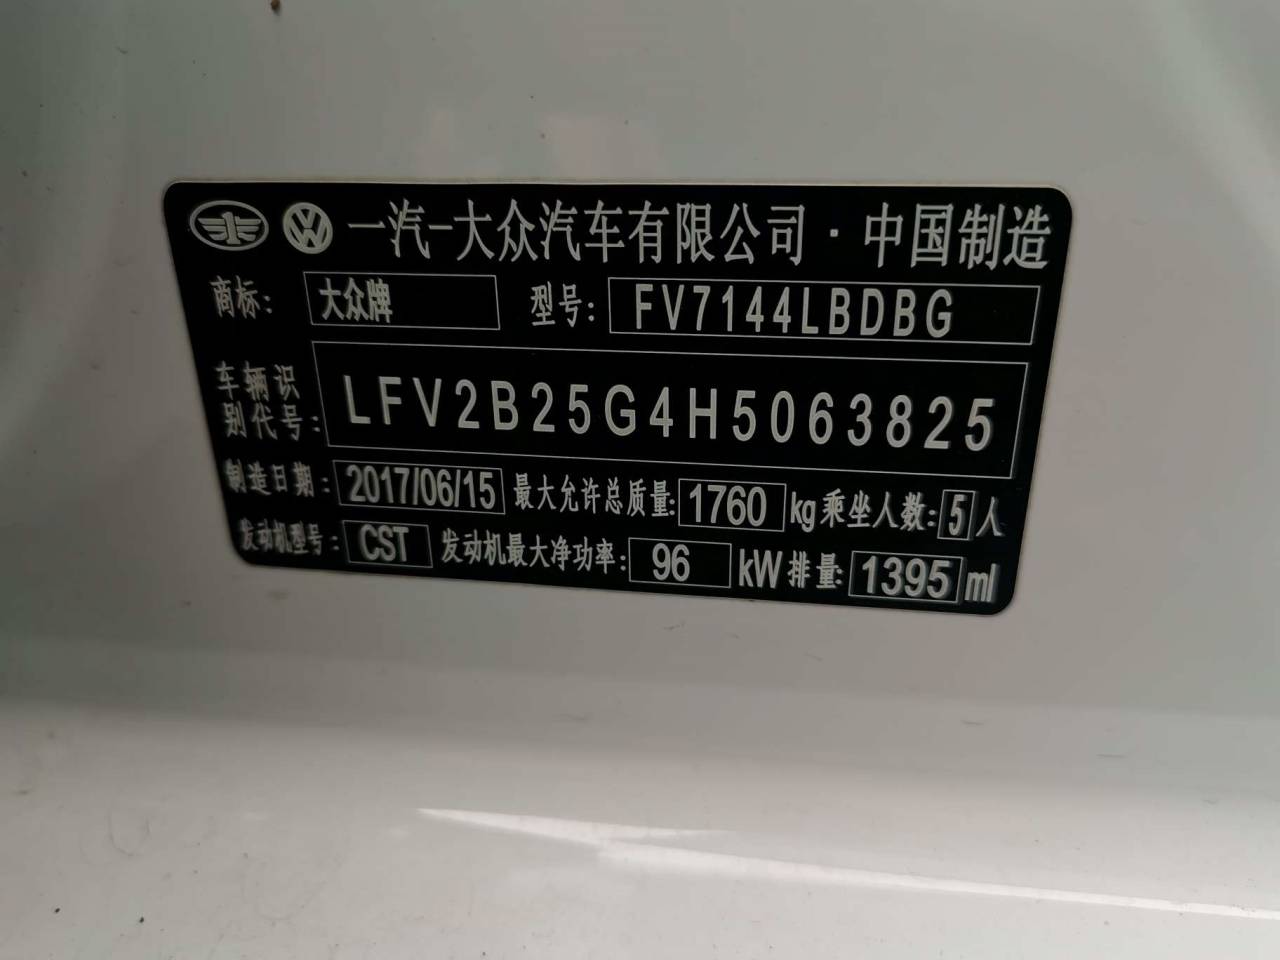 一汽-大众汽车有限公司·中国制造
商标: 大众牌 型号: FV7144LBDBG
车辆识别代号: LFV2B25G4H5063825
制造日期: 2017/06/15 最大允许总质量: 1760 kg 乘坐人数: 5 人
发动机型号: CST 发动机最大净功率: 96 kW 排量: 1395 ml